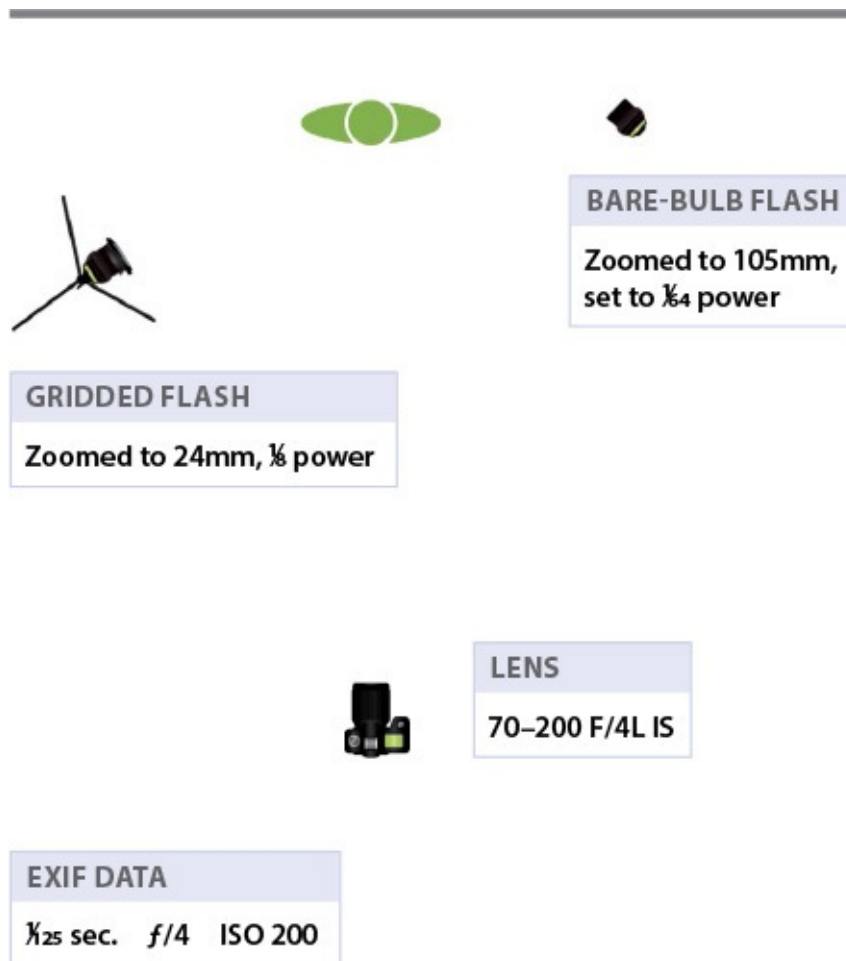 BARE-BULB FLASH
Zoomed to 105mm,
set to 1/64 power
GRIDDED FLASH
Zoomed to 24mm, 1/8 power
LENS
70–200 F/4L IS
EXIF DATA
1/125 sec. ƒ/4 ISO 200